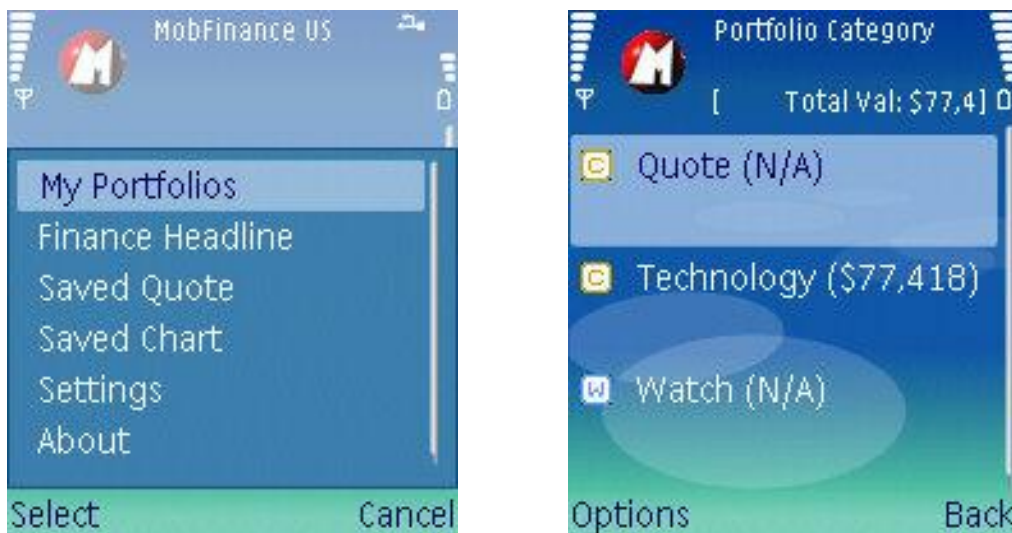 MobFinance US
My Portfolios
Finance Headline
Saved Quote
Saved Chart
Settings
About
Select Cancel
Portfolio Category
[ Total Val: $77,4]
C Quote (N/A)
C Technology ($77,418)
W Watch (N/A)
Options Back